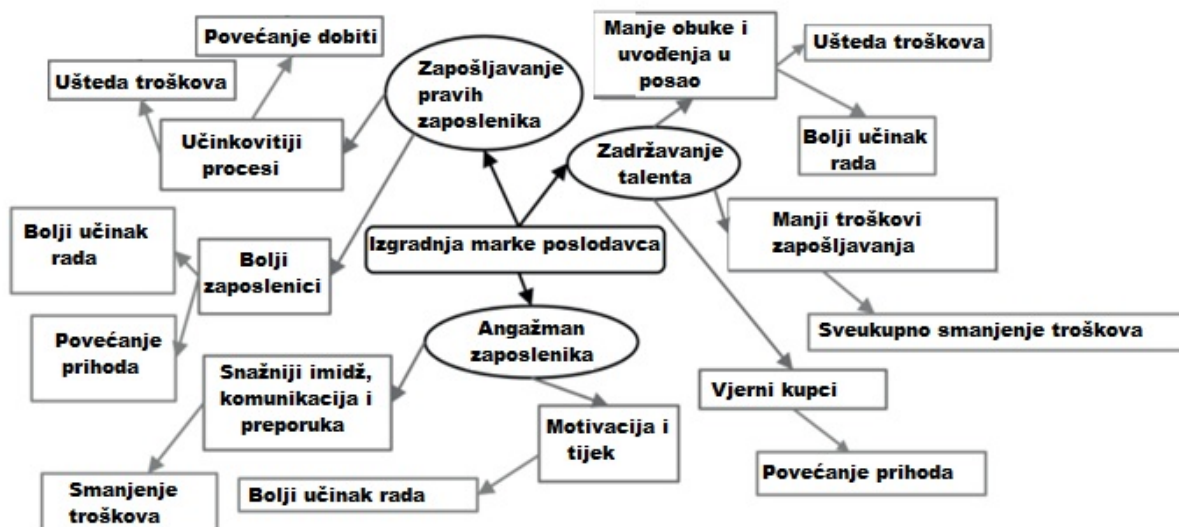 Povećanje dobiti
Ušteda troškova
Učinkovitiji
procesi
Zapošljavanje
pravih
zaposlenika
Manje obuke i
uvođenja u
posao
Ušteda troškova
Bolji učinak
rada
Zadržavanje
talenta
Manji troškovi
zapošljavanja
Sveukupno smanjenje troškova
Vjerni kupci
Povećanje prihoda
Izgradnja marke poslodavca
Bolji učinak
rada
Bolji
zaposlenici
Povećanje
prihoda
Angažman
zaposlenika
Snažniji imidž,
komunikacija i
preporuka
Smanjenje
troškova
Motivacija i
tijek
Bolji učinak rada